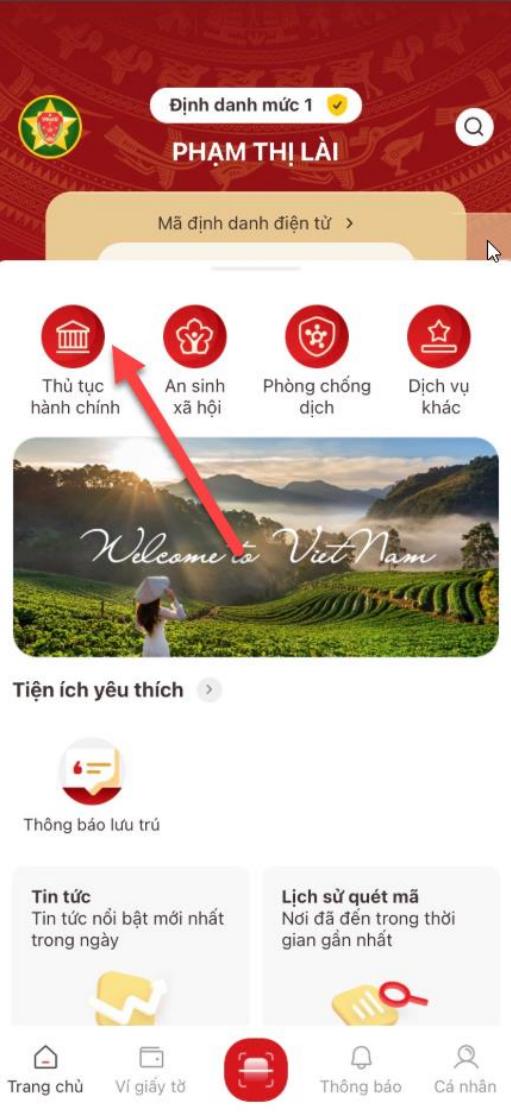 Định danh mức 1
PHẠM THỊ LÀI
Mã định danh điện tử >
Thủ tục
hành chính
An sinh
xã hội
Phòng chống
dịch
Dịch vụ
khác
Welcome to Viet Nam
Tiện ích yêu thích >
Thông báo lưu trú
Tin tức
Tin tức nổi bật mới nhất
trong ngày
Lịch sử quét mã
Nơi đã đến trong thời
gian gần nhất
Trang chủ
Ví giấy tờ
Thông báo
Cá nhân